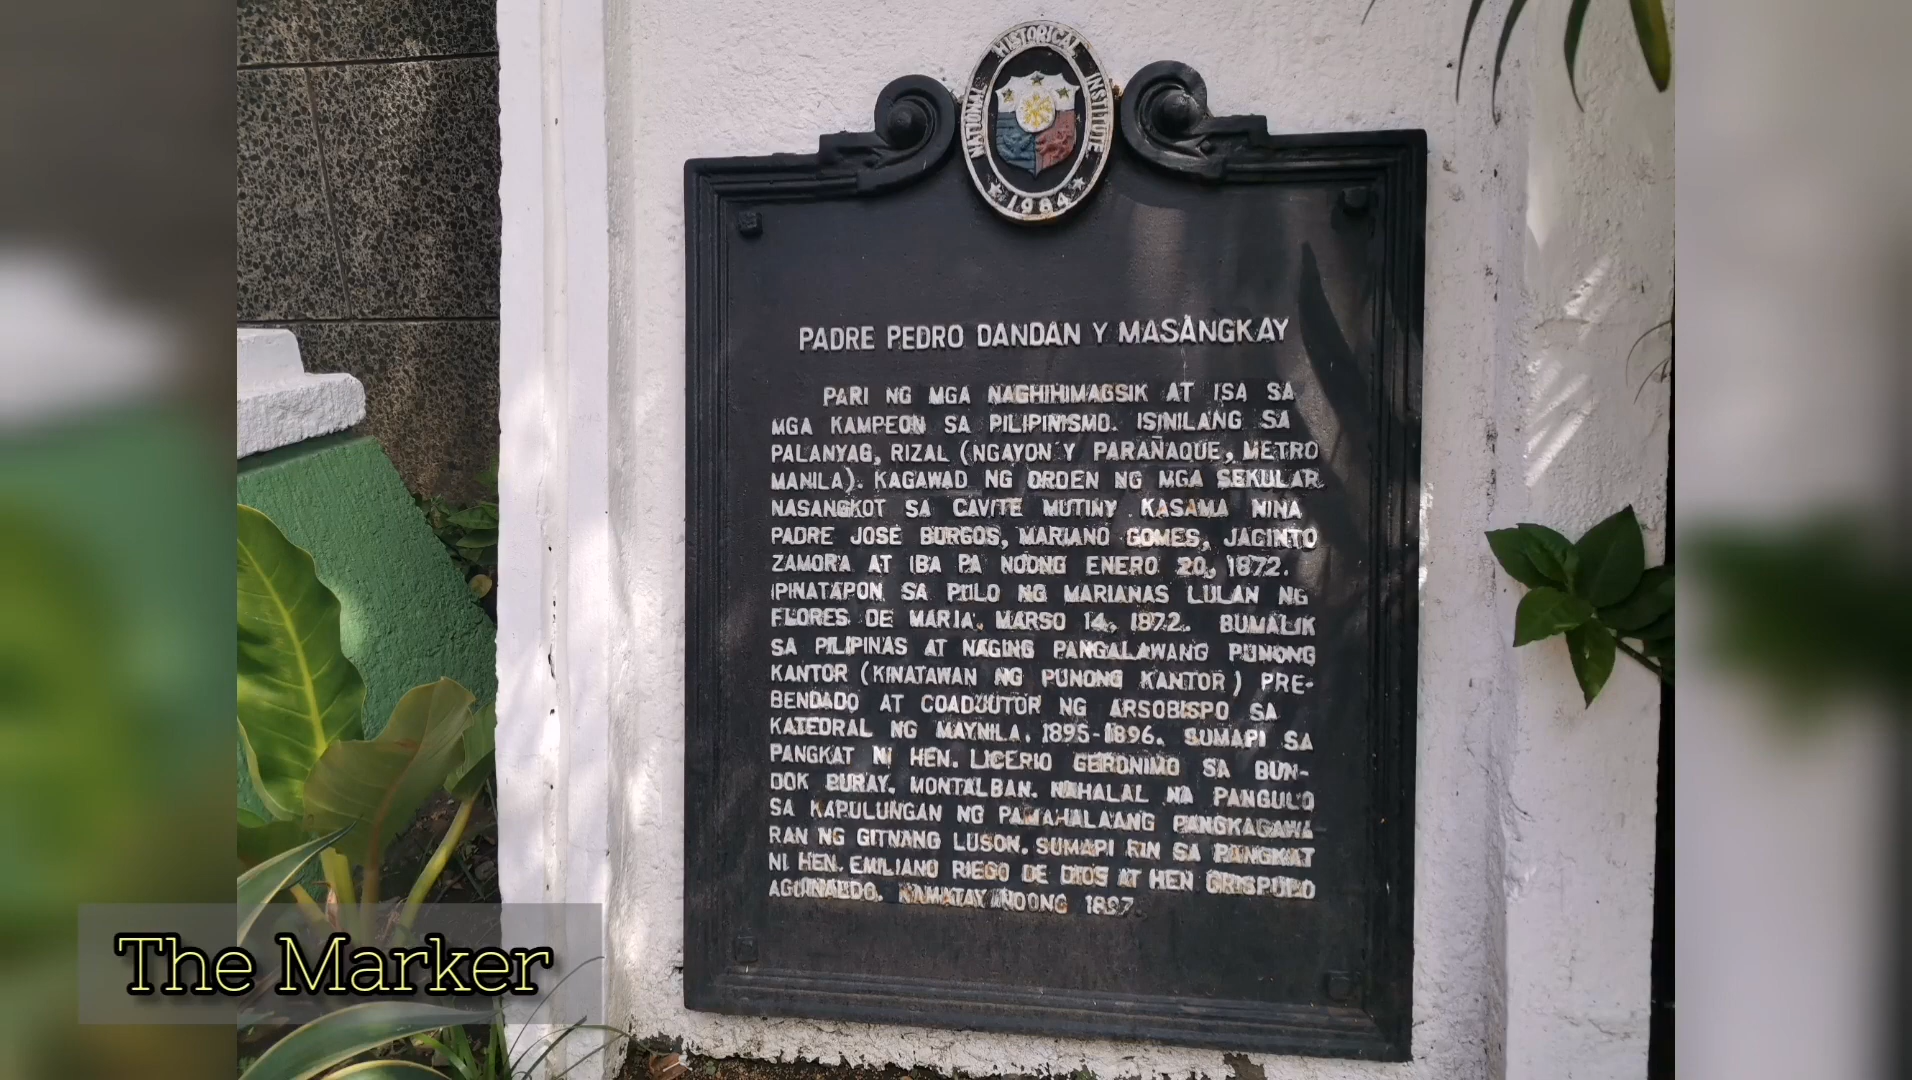 NATIONAL HISTORICAL INSTITUTE
1984
PADRE PEDRO DANDAN Y MASANGKAY
PARI NG MGA NAGHIHIMAGSIK AT ISA SA
MGA KAMPEON SA PILIPINISMO. ISINILANG SA
PALANYAG, RIZAL (NGAYON Y PARAÑAQUE, METRO
MANILA). KAGAWAD NG ORDEN NG MGA SEKULAR.
NASANGKOT SA CAVITE MUTINY KASAMA NINA
PADRE JOSE BURGOS, MARIANO GOMES, JACINTO
ZAMORA AT IBA PA NOONG ENERO 20, 1872.
IPINATAPON SA PULO NG MARIANAS LULAN NG
FLORES DE MARIA, MARSO 14, 1872. BUMALIK
SA PILIPINAS AT NAGING PANGALAWANG PUNONG
KANTOR (KINATAWAN NG PUNONG KANTOR) PRE-
BENDADO AT COADJUTOR NG ARSOBISPO SA
KATEDRAL NG MAYNILA, 1895-1896. SUMAPI SA
PANGKAT NI HEN. LICERIO GERONIMO SA BUN-
DOK PURAY, MONTALBAN. NAHALAL NA PANGULO
SA KAPULUNGAN NG PAMAHALAANG PANGKAGAWA
RAN NG GITNANG LUSON. SUMAPI RIN SA PANGKAT
NI HEN. EMILIANO RIEGO DE DIOS AT HEN CRISPULO
AGUINALDO. NAMATAY NOONG 1897.
The Marker